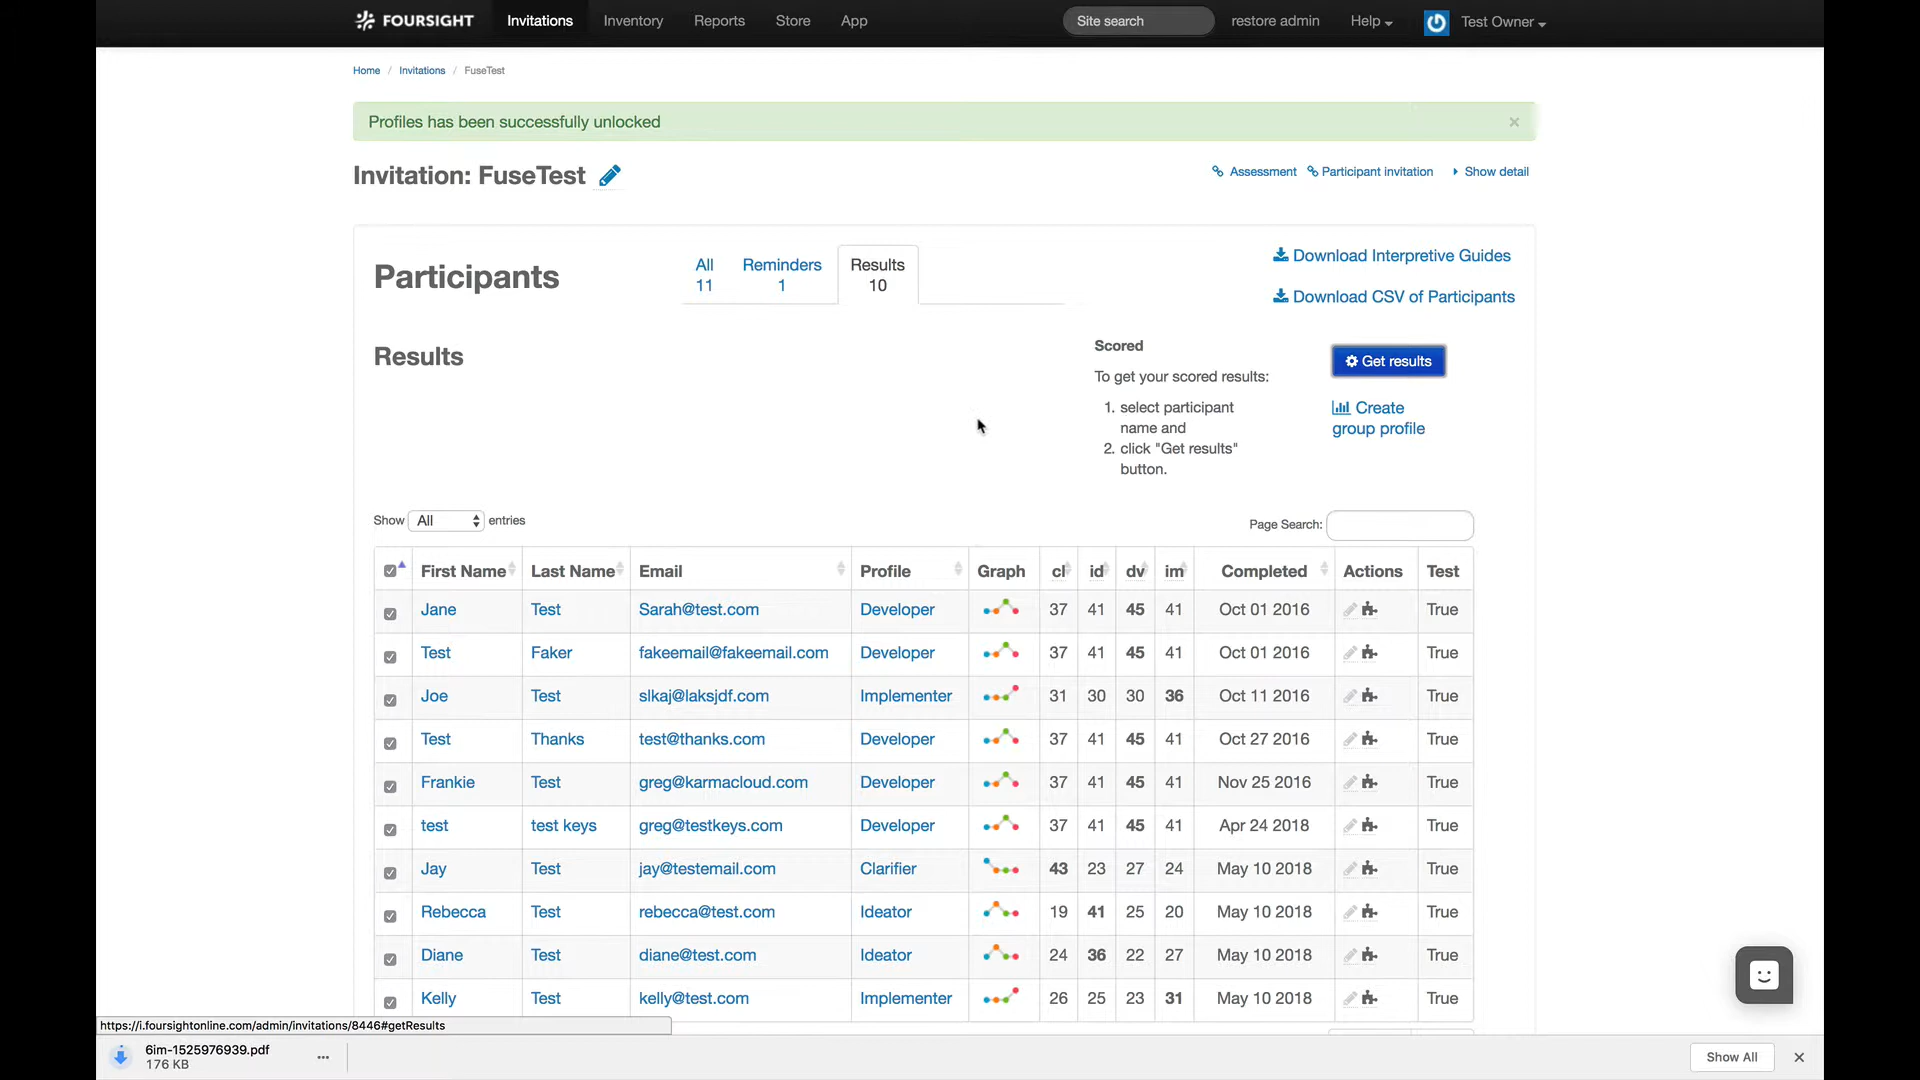 FOURSIGHT Invitations Inventory Reports Store App Site search restore admin Help Test Owner
Home / Invitations / FuseTest
Profiles has been successfully unlocked ×
Invitation: FuseTest
Assessment Participant invitation Show detail
Participants
All
11
Reminders
1
Results
10
Download Interpretive Guides
Download CSV of Participants
Results
Scored
To get your scored results:
1. select participant
name and
2. click "Get results"
button.
Get results
Create
group profile
Show All entries
Page Search:
First Name Last Name Email Profile Graph cl id dv im Completed Actions Test
Jane Test Sarah@test.com Developer 37 41 45 41 Oct 01 2016 True
Test Faker fakeemail@fakeemail.com Developer 37 41 45 41 Oct 01 2016 True
Joe Test slkaj@laksjdf.com Implementer 31 30 30 36 Oct 11 2016 True
Test Thanks test@thanks.com Developer 37 41 45 41 Oct 27 2016 True
Frankie Test greg@karmacloud.com Developer 37 41 45 41 Nov 25 2016 True
test test keys greg@testkeys.com Developer 37 41 45 41 Apr 24 2018 True
Jay Test jay@testemail.com Clarifier 43 23 27 24 May 10 2018 True
Rebecca Test rebecca@test.com Ideator 19 41 25 20 May 10 2018 True
Diane Test diane@test.com Ideator 24 36 22 27 May 10 2018 True
Kelly Test kelly@test.com Implementer 26 25 23 31 May 10 2018 True
https://i.foursightonline.com/admin/invitations/8446#getResults
6im-1525976939.pdf
176 KB
Show All ×